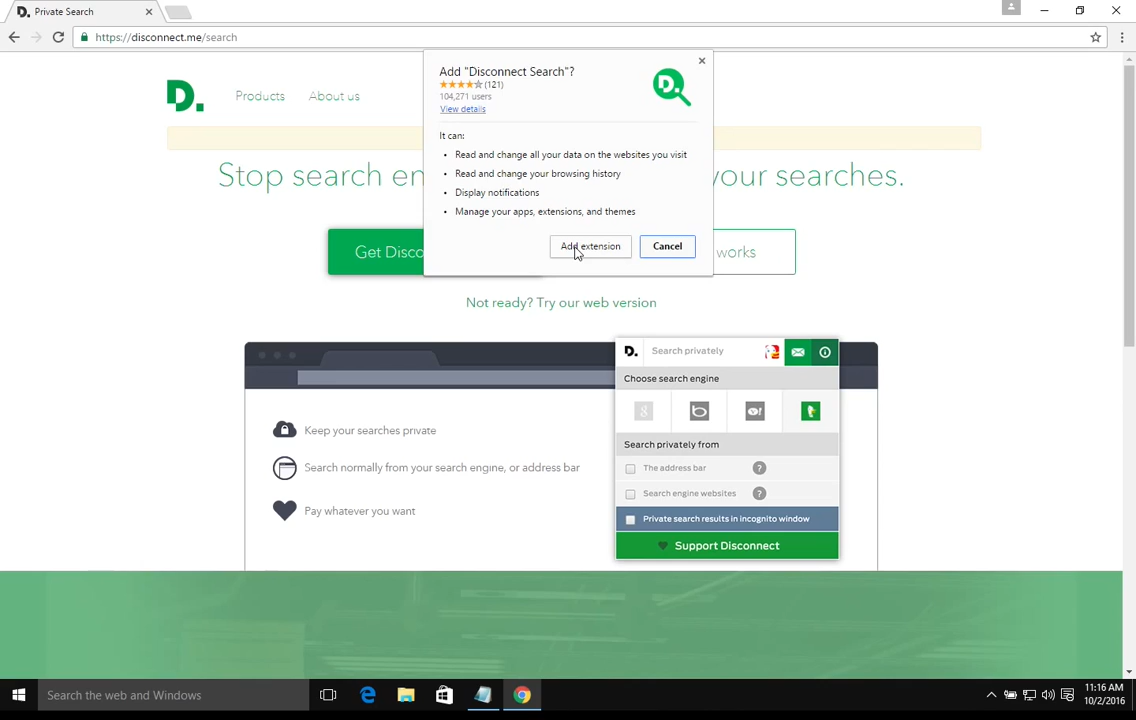 D. Private Search
https://disconnect.me/search
Add "Disconnect Search"?
(121)
104,271 users
View details
It can:
• Read and change all your data on the websites you visit
• Read and change your browsing history
• Display notifications
• Manage your apps, extensions, and themes
Add extension Cancel
D. Products About us
Stop search en your searches.
Get Disco works
Not ready? Try our web version
D. Search privately
Choose search engine
Search privately from
The address bar ?
Search engine websites ?
Private search results in incognito window
Support Disconnect
Keep your searches private
Search normally from your search engine, or address bar
Pay whatever you want
Search the web and Windows
11:16 AM
10/2/2016